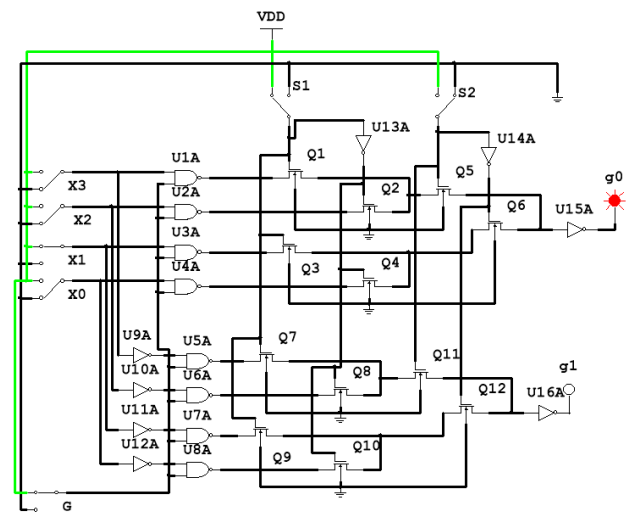 VDD
S1
S2
U13A
U14A
U1A
Q1
g0
X3
U2A
Q2
Q5
X2
Q6
U15A
U3A
X1
U4A
Q3
Q4
X0
U9A
U5A
Q7
U10A
U6A
Q8
Q11
g1
U11A
U7A
Q12
U16A
U12A
U8A
Q9
Q10
G